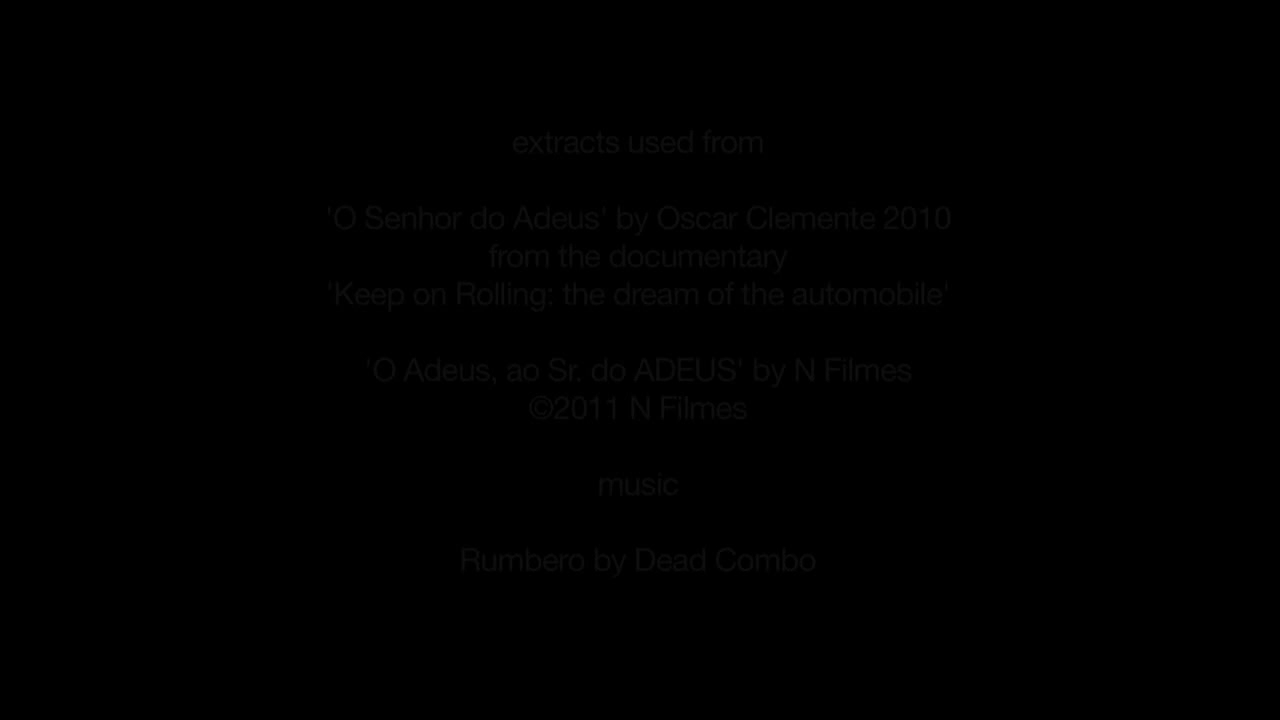 extracts used from
'O Senhor do Adeus' by Oscar Clemente 2010
from the documentary
'Keep on Rolling: the dream of the automobile'
'O Adeus, ao Sr. do ADEUS' by N Filmes
©2011 N Filmes
music
Rumbero by Dead Combo